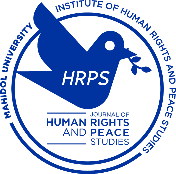 MAHIDOL UNIVERSITY
INSTITUTE OF HUMAN RIGHTS AND PEACE STUDIES
HRPS
JOURNAL OF
HUMAN RIGHTS
AND PEACE
STUDIES